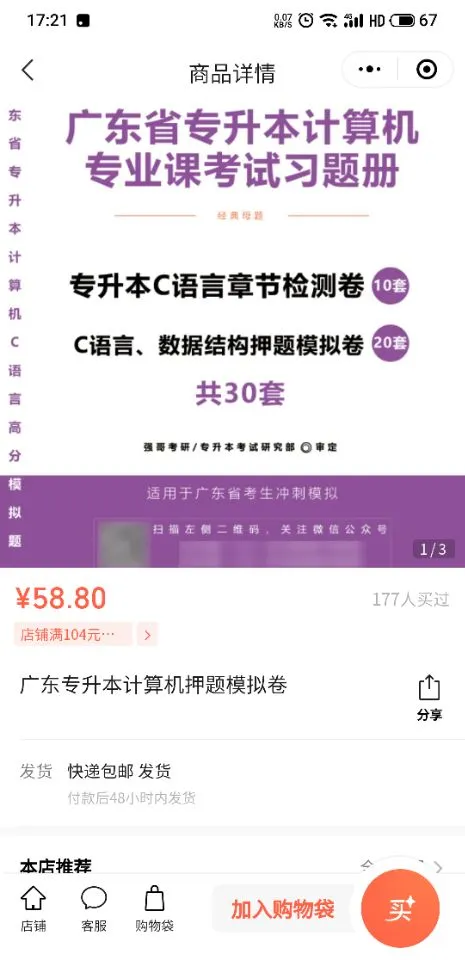 17:21
0.07 KB/S 4G HD 67
商品详情
东省专升本计算机C语言高分模拟题
广东省专升本计算机
专业课考试习题册
经典母题
专升本C语言章节检测卷 10套
C语言、数据结构押题模拟卷 20套
共30套
强哥考研/专升本考试研究部 审定
适用于广东省考生冲刺模拟
扫描左侧二维码，关注微信公众号
1/3
¥58.80
177人买过
店铺满104元…
广东专升本计算机押题模拟卷
分享
发货 快递包邮 发货
付款后48小时内发货
本店推荐
店铺
客服
购物袋
加入购物袋
买